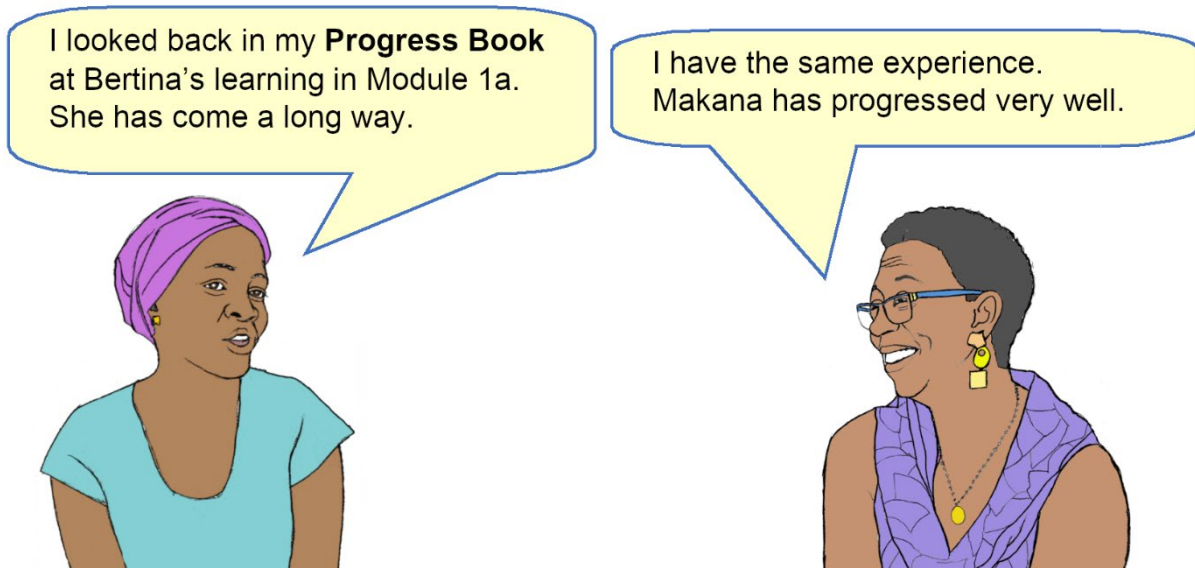 I looked back in my Progress Book
at Bertina's learning in Module 1a.
She has come a long way.
I have the same experience.
Makana has progressed very well.